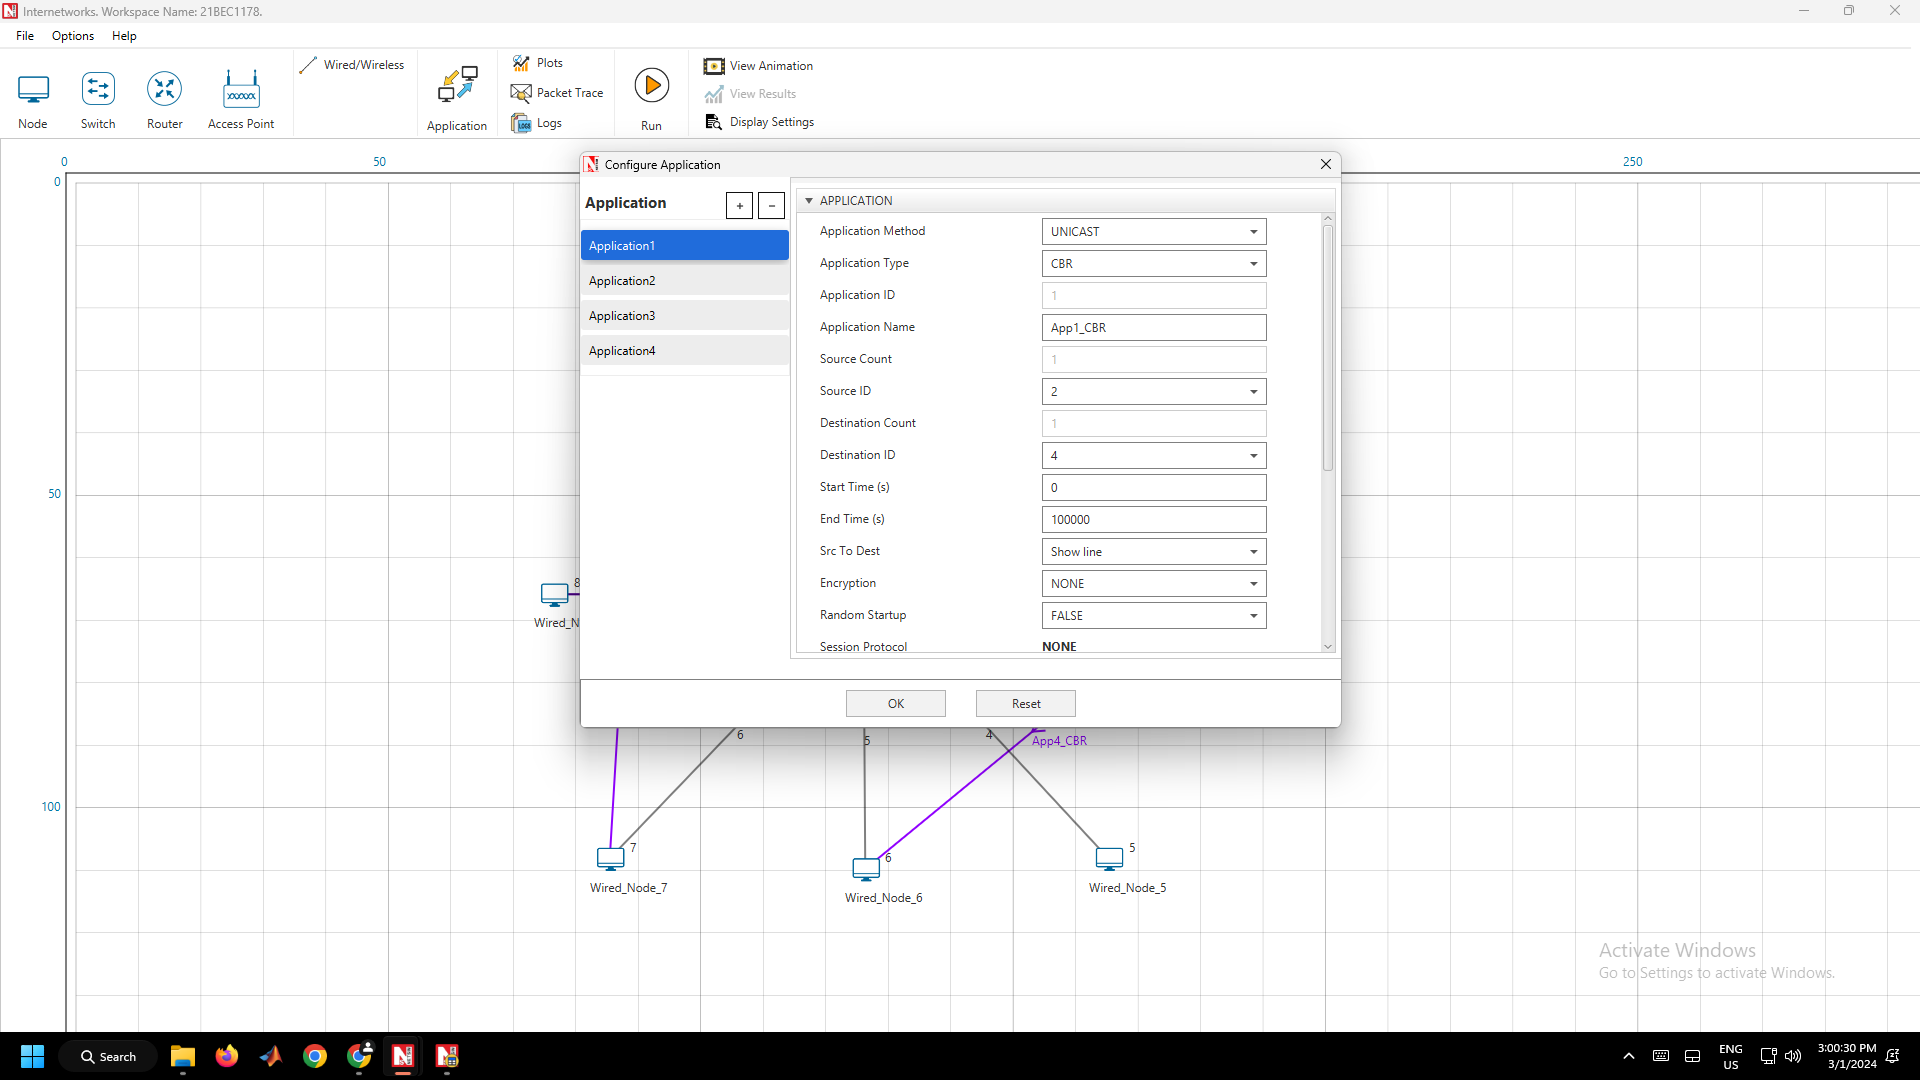 Internetworks. Workspace Name: 21BEC1178.
File Options Help
Node
Switch
Router
Access Point
Wired/Wireless
Application
Plots
Packet Trace
Logs
Run
View Animation
View Results
Display Settings
0 50 250
0
50
100
Configure Application
Application + -
Application1
Application2
Application3
Application4
APPLICATION
Application Method UNICAST
Application Type CBR
Application ID 1
Application Name App1_CBR
Source Count 1
Source ID 2
Destination Count 1
Destination ID 4
Start Time (s) 0
End Time (s) 100000
Src To Dest Show line
Encryption NONE
Random Startup FALSE
Session Protocol NONE
OK Reset
8
Wired_N
6 5 4 App4_CBR
7 6 5
Wired_Node_7 Wired_Node_6 Wired_Node_5
Activate Windows
Go to Settings to activate Windows.
Search
ENG
US
3:00:30 PM
3/1/2024